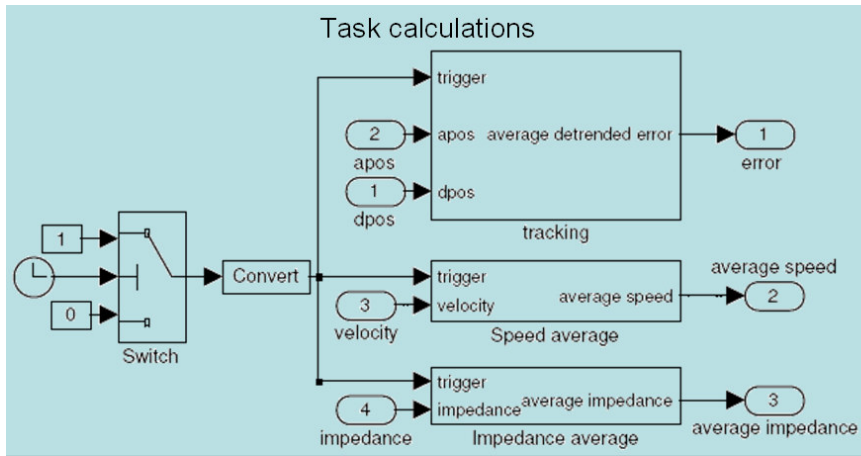 Task calculations
trigger
2
apos
apos
average detrended error
1
error
1
dpos
dpos
tracking
1
0
Switch
Convert
trigger
3
velocity
velocity
average speed
Speed average
average speed
2
trigger
4
impedance
impedance
average impedance
Impedance average
3
average impedance